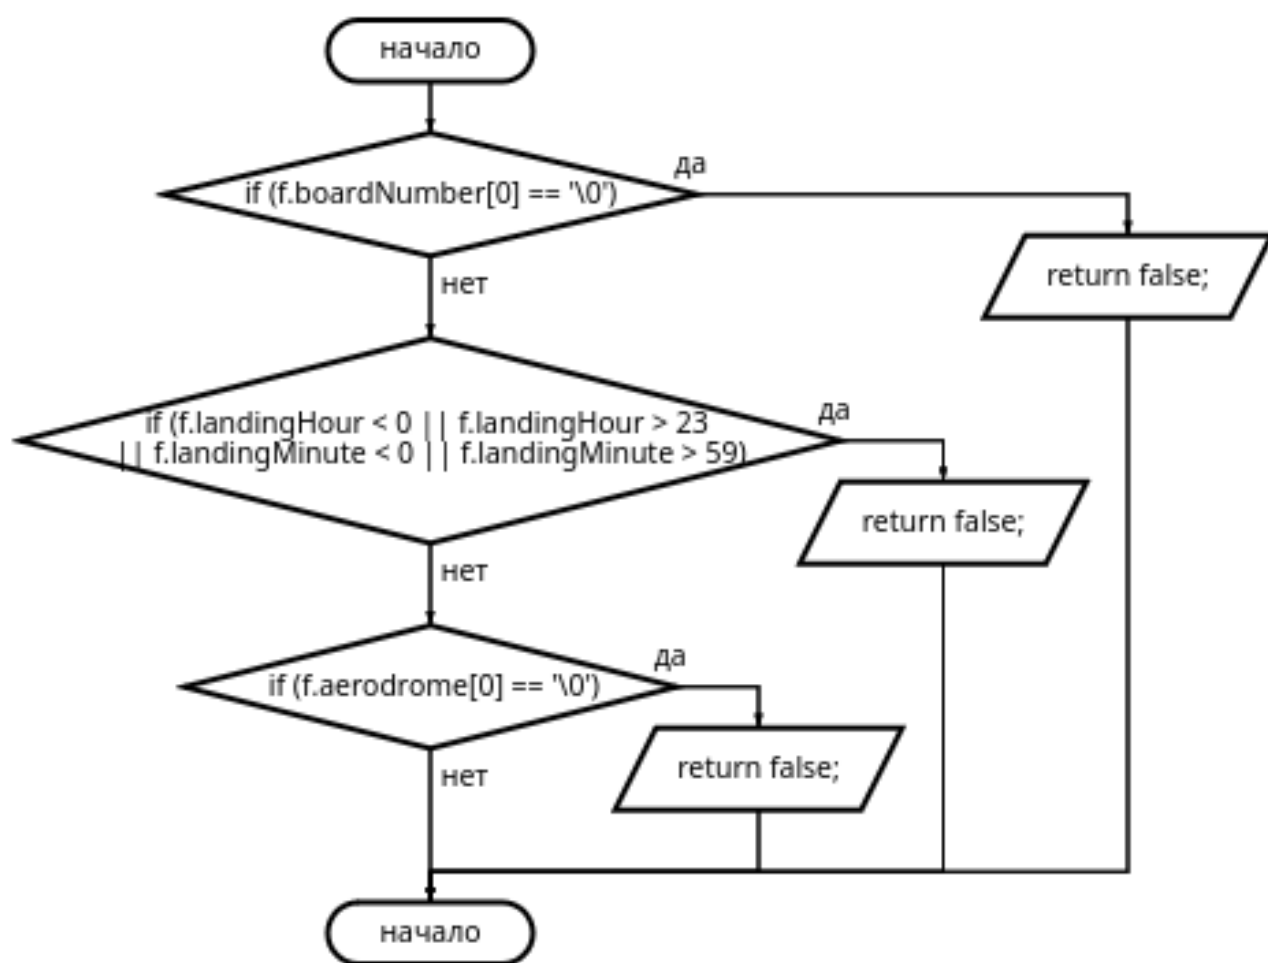 начало
да
if (f.boardNumber[0] == '\0')
return false;
нет
да
if (f.landingHour < 0 || f.landingHour > 23
|| f.landingMinute < 0 || f.landingMinute > 59)
return false;
нет
да
if (f.aerodrome[0] == '\0')
return false;
нет
начало